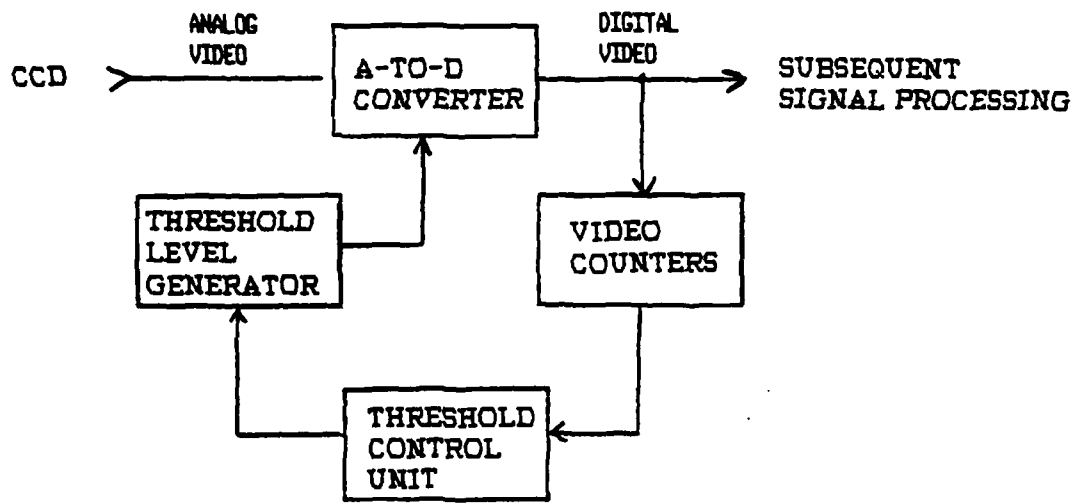 ANALOG
VIDEO
DIGITAL
VIDEO
CCD
A-TO-D
CONVERTER
SUBSEQUENT
SIGNAL PROCESSING
THRESHOLD
LEVEL
GENERATOR
VIDEO
COUNTERS
THRESHOLD
CONTROL
UNIT